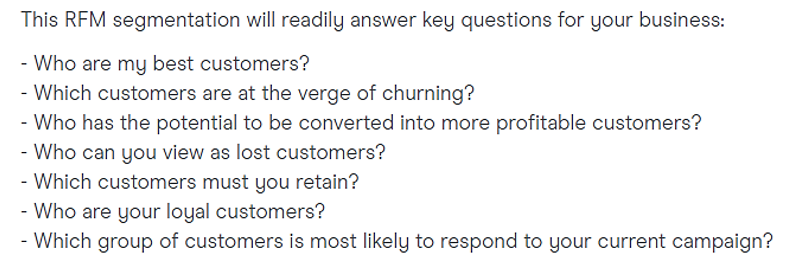 This RFM segmentation will readily answer key questions for your business:
- Who are my best customers?
- Which customers are at the verge of churning?
- Who has the potential to be converted into more profitable customers?
- Who can you view as lost customers?
- Which customers must you retain?
- Who are your loyal customers?
- Which group of customers is most likely to respond to your current campaign?